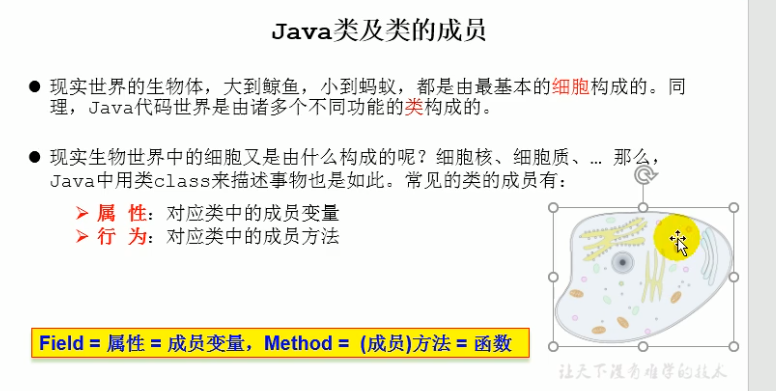 Java类及类的成员
● 现实世界的生物体，大到鲸鱼，小到蚂蚁，都是由最基本的细胞构成的。同
理，Java代码世界是由诸多个不同功能的类构成的。
● 现实生物世界中的细胞又是由什么构成的呢？细胞核、细胞质、… 那么，
Java中用类class来描述事物也是如此。常见的类的成员有：
➢ 属 性：对应类中的成员变量
➢ 行 为：对应类中的成员方法
Field = 属性 = 成员变量，Method = (成员)方法 = 函数
让天下没有难学的技术